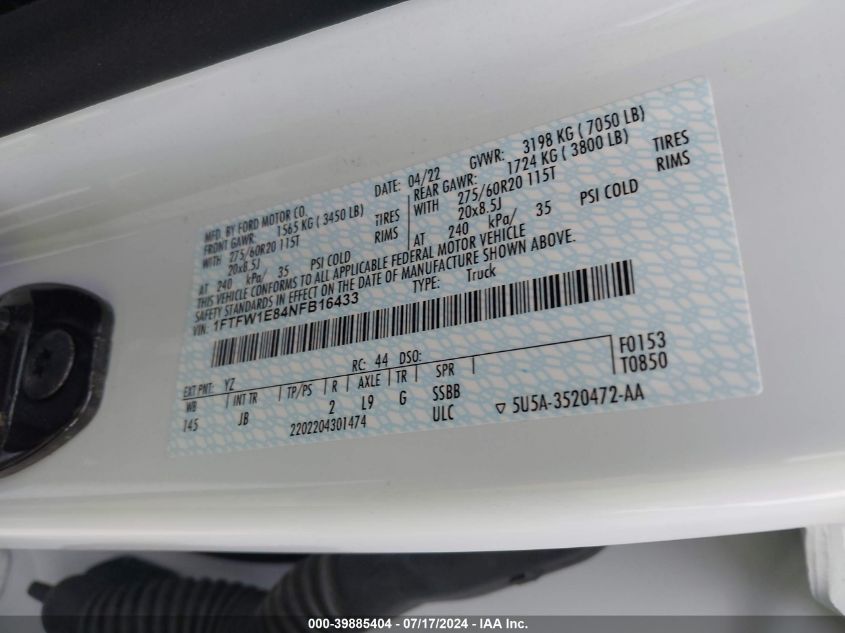 MFD. BY FORD MOTOR CO.
DATE: 04/22 GVWR: 3198 KG ( 7050 LB)
FRONT GAWR: 1565 KG ( 3450 LB) REAR GAWR: 1724 KG ( 3800 LB)
WITH 275/60R20 115T TIRES WITH 275/60R20 115T TIRES
20x8.5J RIMS 20x8.5J RIMS
AT 240 kPa/ 35 PSI COLD AT 240 kPa/ 35 PSI COLD
THIS VEHICLE CONFORMS TO ALL APPLICABLE FEDERAL MOTOR VEHICLE
SAFETY STANDARDS IN EFFECT ON THE DATE OF MANUFACTURE SHOWN ABOVE.
VIN: 1FTFW1E84NFB16433 TYPE: Truck
EXT PNT: YZ RC: 44 DSO:
WB INT TR TP/PS R AXLE TR SPR F0153
145 JB 2 L9 G SSBB T0850
2202204301474 ULC ▽ 5U5A-3520472-AA
000-39885404 / 07/17/2024 - IAA Inc.